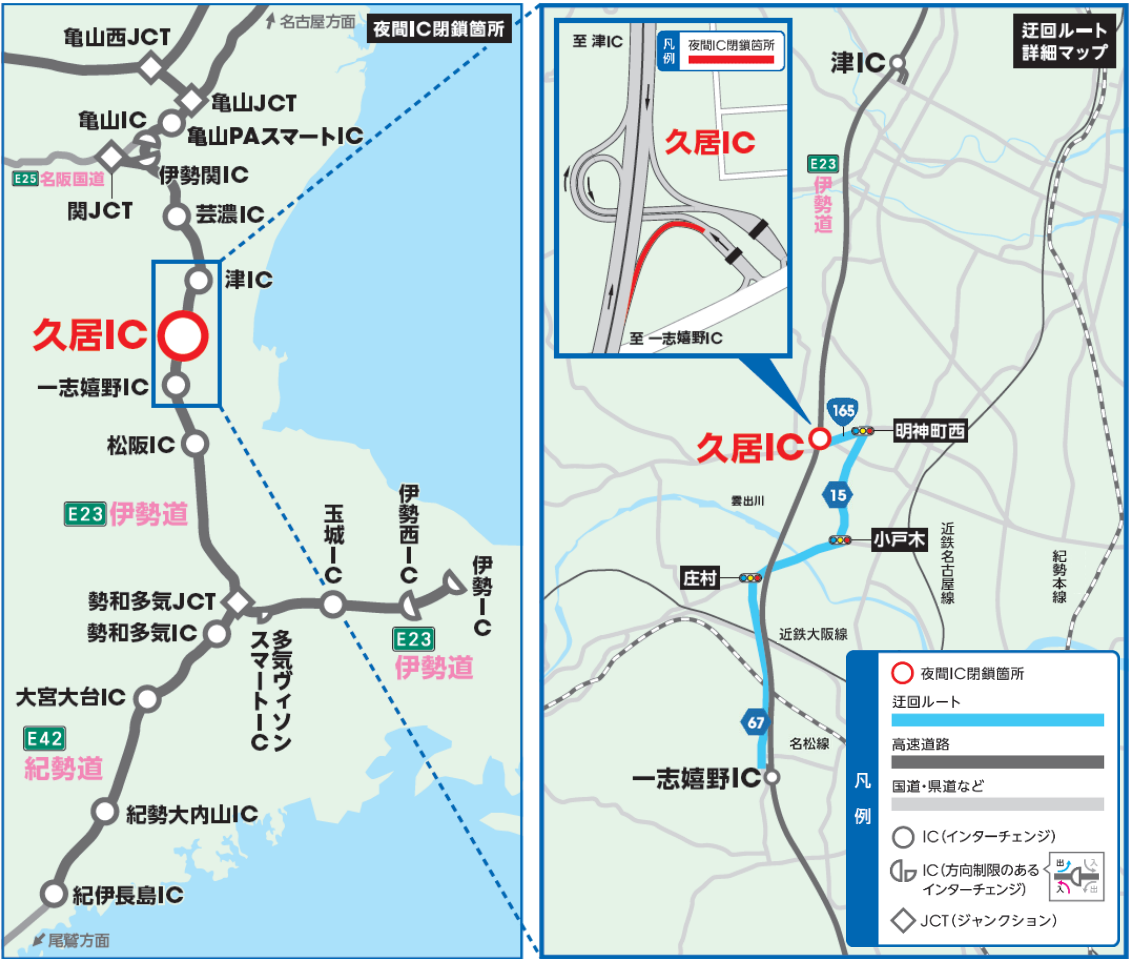 名古屋方面
夜間IC閉鎖箇所
亀山西JCT
亀山JCT
亀山IC
亀山PAスマートIC
E25 名阪国道
伊勢関IC
関JCT
芸濃IC
津IC
久居IC
一志嬉野IC
松阪IC
E23 伊勢道
玉城IC
伊勢西IC
伊勢IC
勢和多気JCT
勢和多気IC
多気ヴィソン
スマートIC
E23
伊勢道
大宮大台IC
E42
紀勢道
紀勢大内山IC
紀伊長島IC
尾鷲方面
迂回ルート
詳細マップ
至 津IC
凡例
夜間IC閉鎖箇所
久居IC
至 一志嬉野IC
津IC
E23
伊勢道
165
久居IC
明神町西
15
雲出川
小戸木
庄村
近鉄名古屋線
紀勢本線
近鉄大阪線
67
名松線
一志嬉野IC
凡例
夜間IC閉鎖箇所
迂回ルート
高速道路
国道・県道など
IC(インターチェンジ)
IC(方向制限のある
インターチェンジ)
出
入
入
出
JCT(ジャンクション)